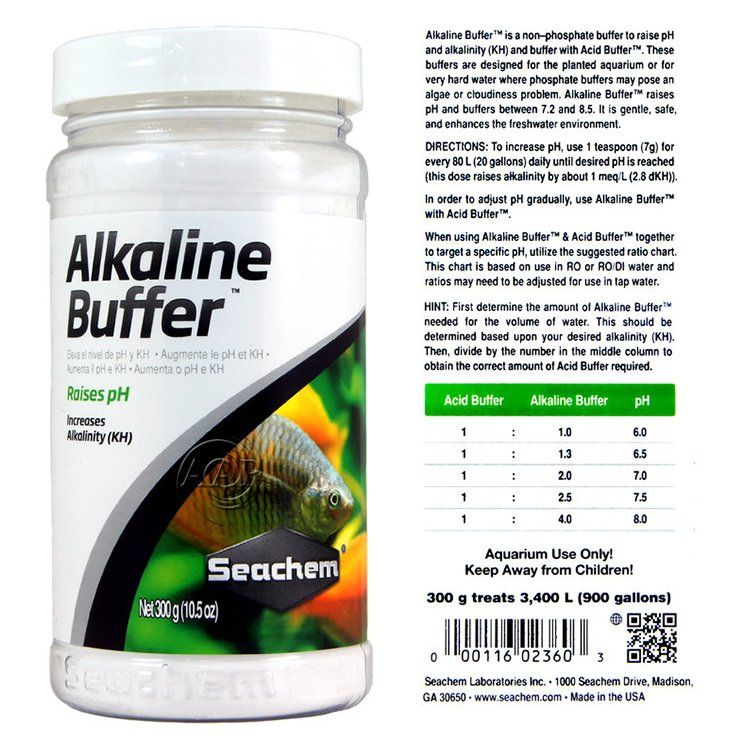 Alkaline
Buffer™
Eleva el nivel de pH y KH • Augmente le pH et KH •
Aumenta il pH e KH • Aumenta o pH e KH
Raises pH
Increases
Alkalinity (KH)
AAP
Seachem®
Net 300 g (10.5 oz)
Seachem
Alkaline Buffer™ is a non–phosphate buffer to raise pH
and alkalinity (KH) and buffer with Acid Buffer™. These
buffers are designed for the planted aquarium or for
very hard water where phosphate buffers may pose an
algae or cloudiness problem. Alkaline Buffer™ raises
pH and buffers between 7.2 and 8.5. It is gentle, safe,
and enhances the freshwater environment.
DIRECTIONS: To increase pH, use 1 teaspoon (7g) for
every 80 L (20 gallons) daily until desired pH is reached
(this dose raises alkalinity by about 1 meq/L (2.8 dKH)).
In order to adjust pH gradually, use Alkaline Buffer™
with Acid Buffer™.
When using Alkaline Buffer™ & Acid Buffer™ together
to target a specific pH, utilize the suggested ratio chart.
This chart is based on use in RO or RO/DI water and
ratios may need to be adjusted for use in tap water.
HINT: First determine the amount of Alkaline Buffer™
needed for the volume of water. This should be
determined based upon your desired alkalinity (KH).
Then, divide by the number in the middle column to
obtain the correct amount of Acid Buffer required.
Acid Buffer Alkaline Buffer pH
1 : 1.0 6.0
1 : 1.3 6.5
1 : 2.0 7.0
1 : 2.5 7.5
1 : 4.0 8.0
Aquarium Use Only!
Keep Away from Children!
300 g treats 3,400 L (900 gallons)
0 00116 02360 3
Seachem Laboratories Inc. • 1000 Seachem Drive, Madison,
GA 30650 • www.seachem.com • Made in the USA